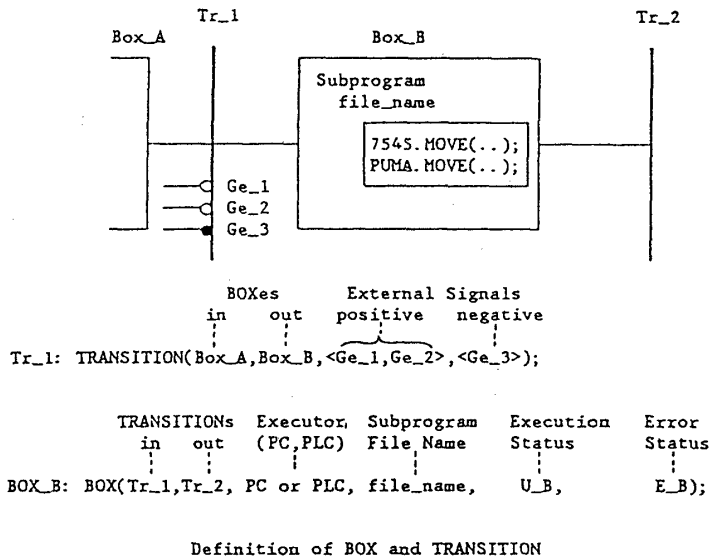 Tr_1
Tr_2
Box_A
Box_B
Subprogram
file_name
7545.MOVE(..);
PUMA.MOVE(..);
Ge_1
Ge_2
Ge_3
BOXes External Signals
in out positive negative
Tr_1: TRANSITION(Box_A,Box_B,<Ge_1,Ge_2>,<Ge_3>);
TRANSITIONs Executor, Subprogram Execution Error
in out (PC,PLC) File Name Status Status
BOX_B: BOX(Tr_1,Tr_2, PC or PLC, file_name, U_B, E_B);
Definition of BOX and TRANSITION